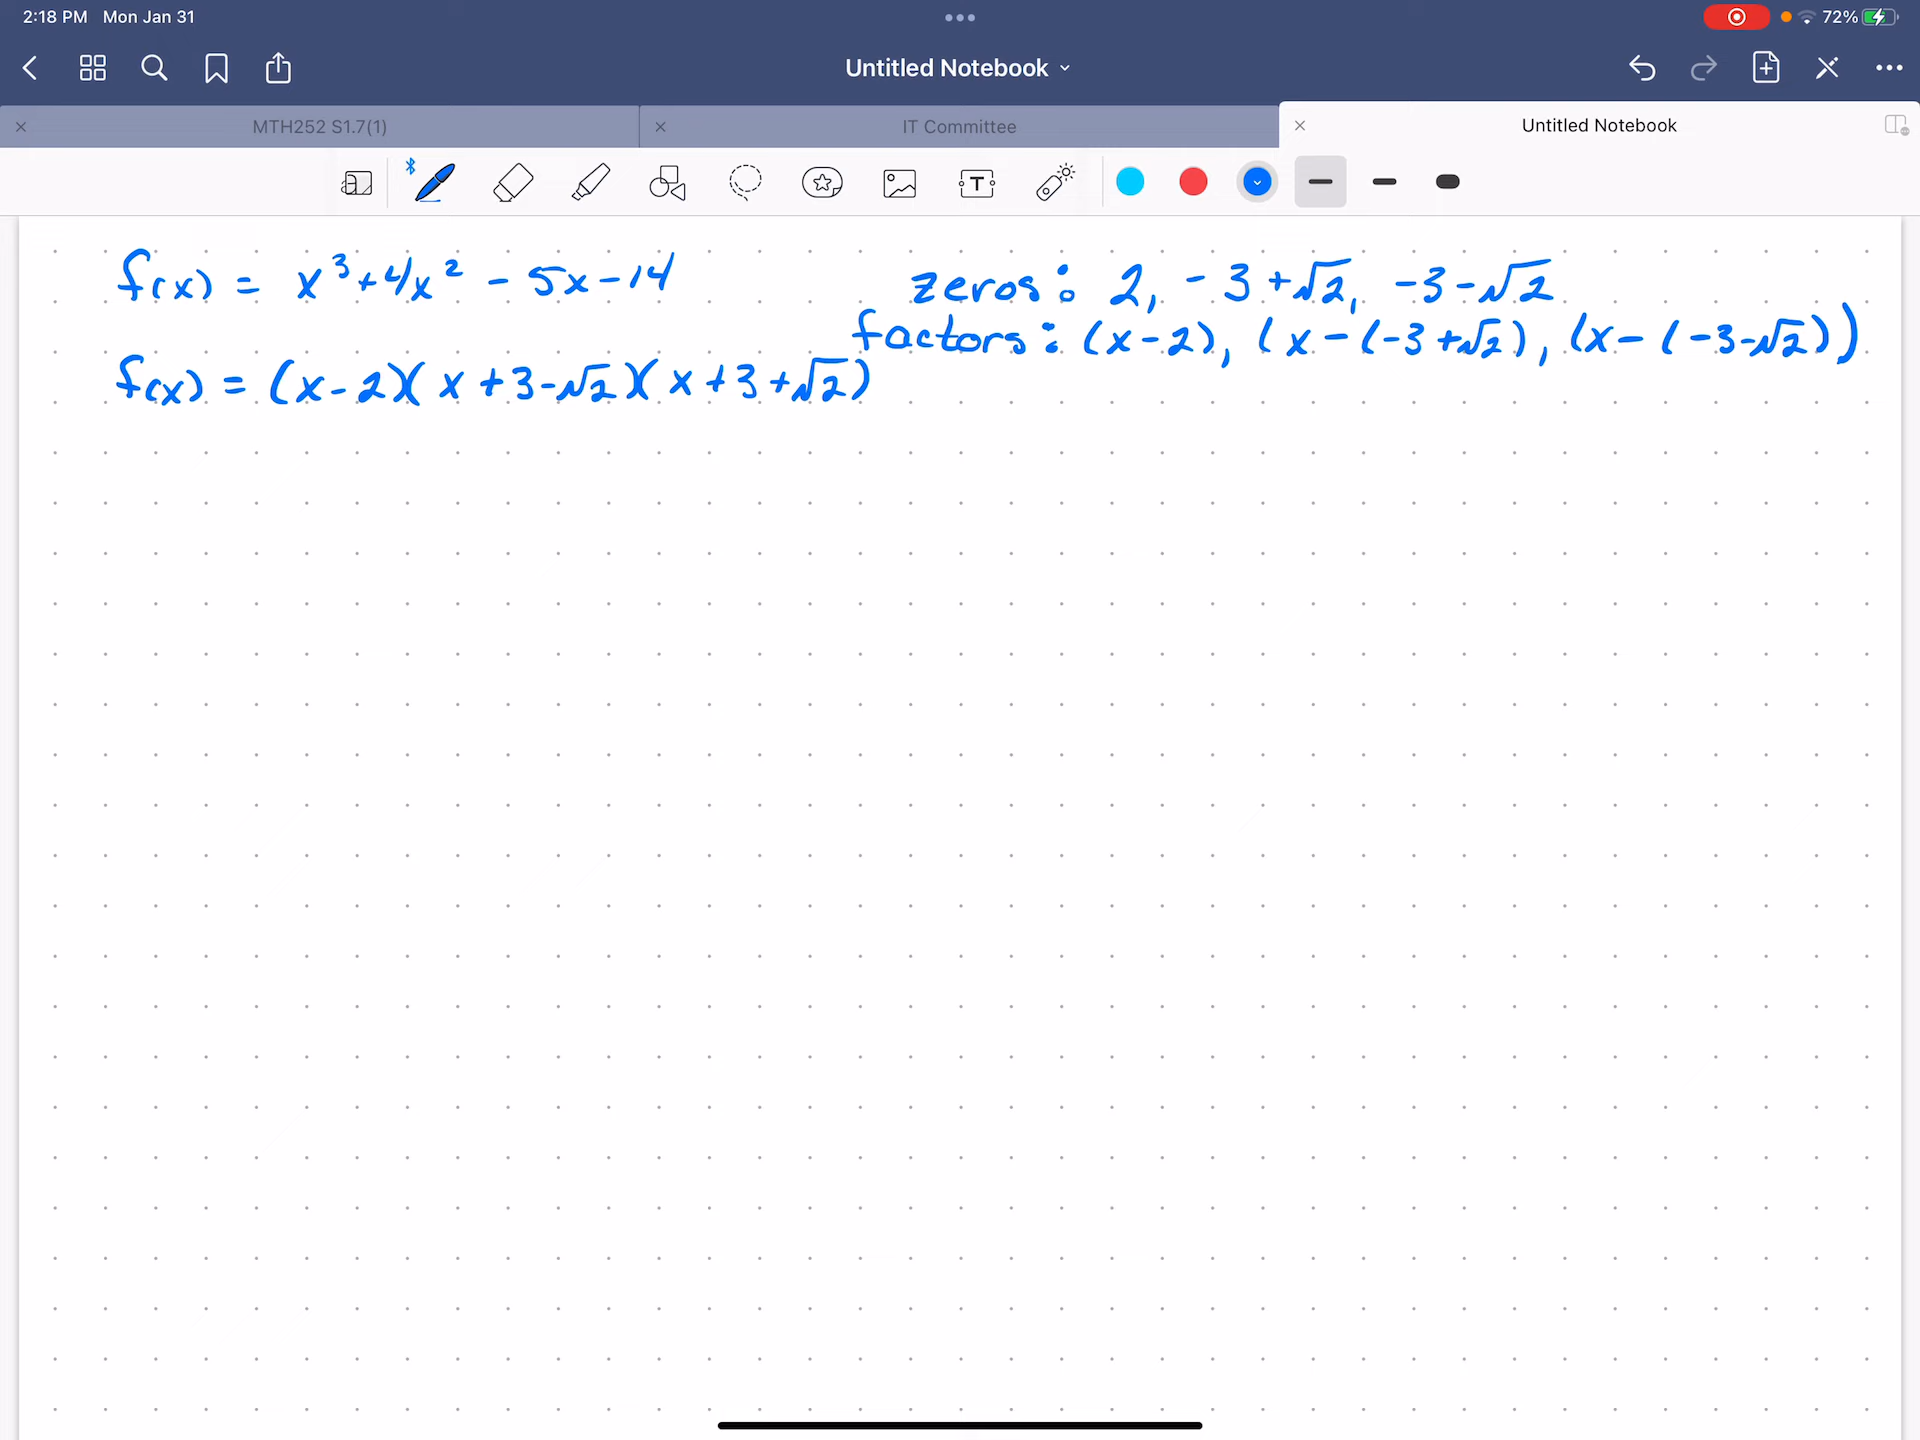 2:18 PM Mon Jan 31
72%
Untitled Notebook
MTH252 S1.7(1)
IT Committee
Untitled Notebook
T
f(x) = x³+4x² - 5x-14
zeros: 2, -3+√2, -3-√2
factors: (x-2), (x-(-3+√2), (x-(-3-√2))
f(x) = (x-2)(x+3-√2)(x+3+√2)